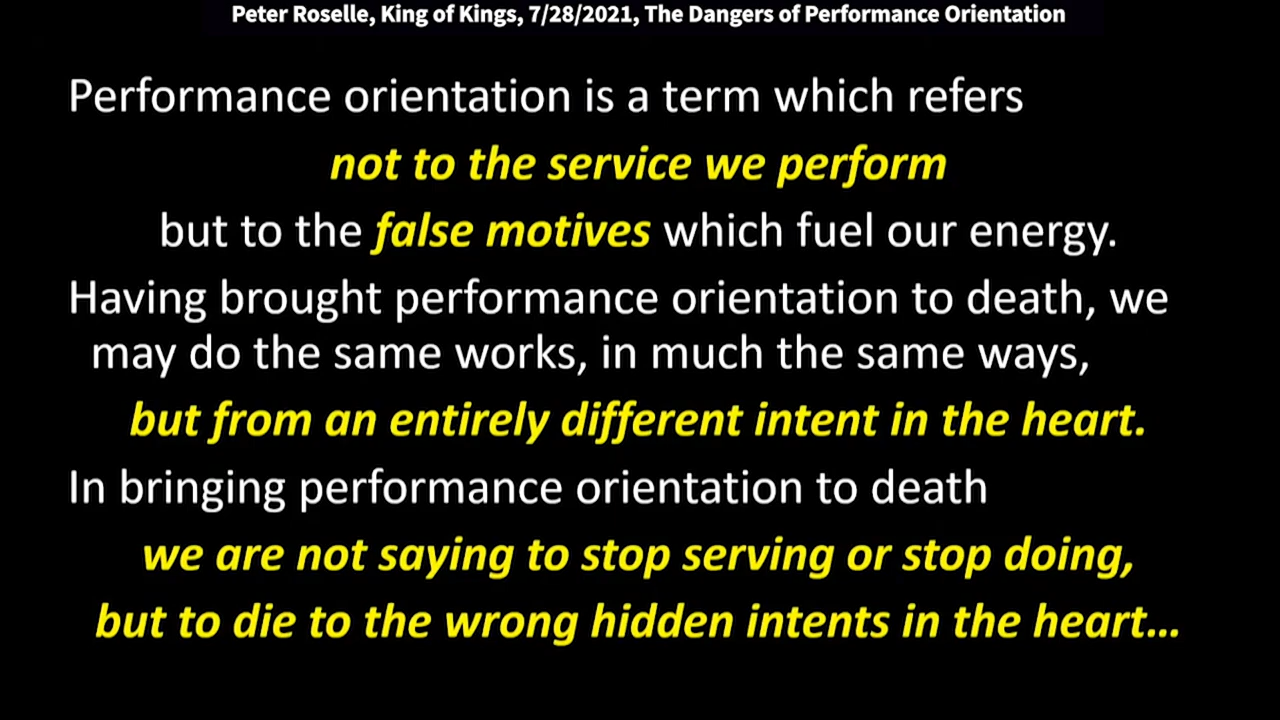 Peter Roselle, King of Kings, 7/28/2021, The Dangers of Performance Orientation
Performance orientation is a term which refers
not to the service we perform
but to the false motives which fuel our energy.
Having brought performance orientation to death, we
may do the same works, in much the same ways,
but from an entirely different intent in the heart.
In bringing performance orientation to death
we are not saying to stop serving or stop doing,
but to die to the wrong hidden intents in the heart...